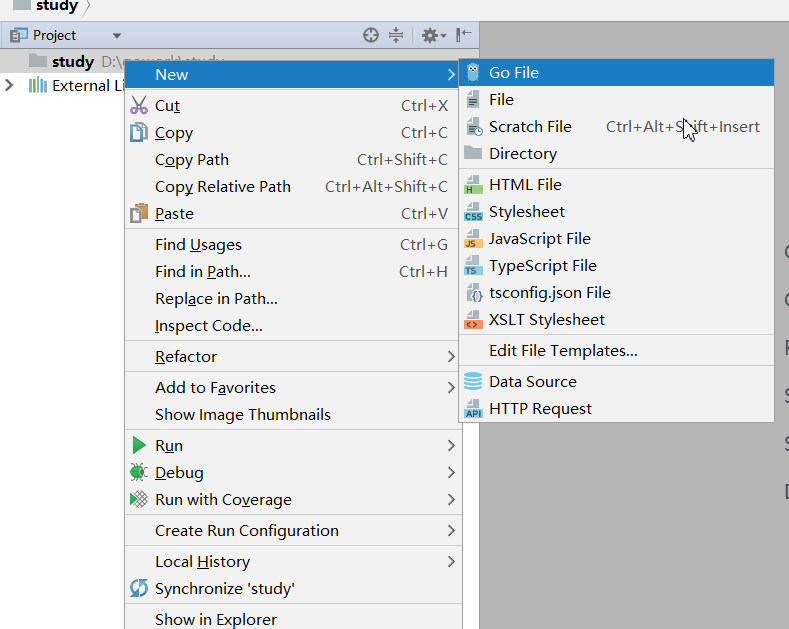 study
Project
study
External Li
New
Cut Ctrl+X
Copy Ctrl+C
Copy Path Ctrl+Shift+C
Copy Relative Path Ctrl+Alt+Shift+C
Paste Ctrl+V
Find Usages Ctrl+G
Find in Path... Ctrl+H
Replace in Path...
Inspect Code...
Refactor
Add to Favorites
Show Image Thumbnails
Run
Debug
Run with Coverage
Create Run Configuration
Local History
Synchronize 'study'
Show in Explorer
Go File
File
Scratch File Ctrl+Alt+Shift+Insert
Directory
HTML File
Stylesheet
JavaScript File
TypeScript File
tsconfig.json File
XSLT Stylesheet
Edit File Templates...
Data Source
HTTP Request